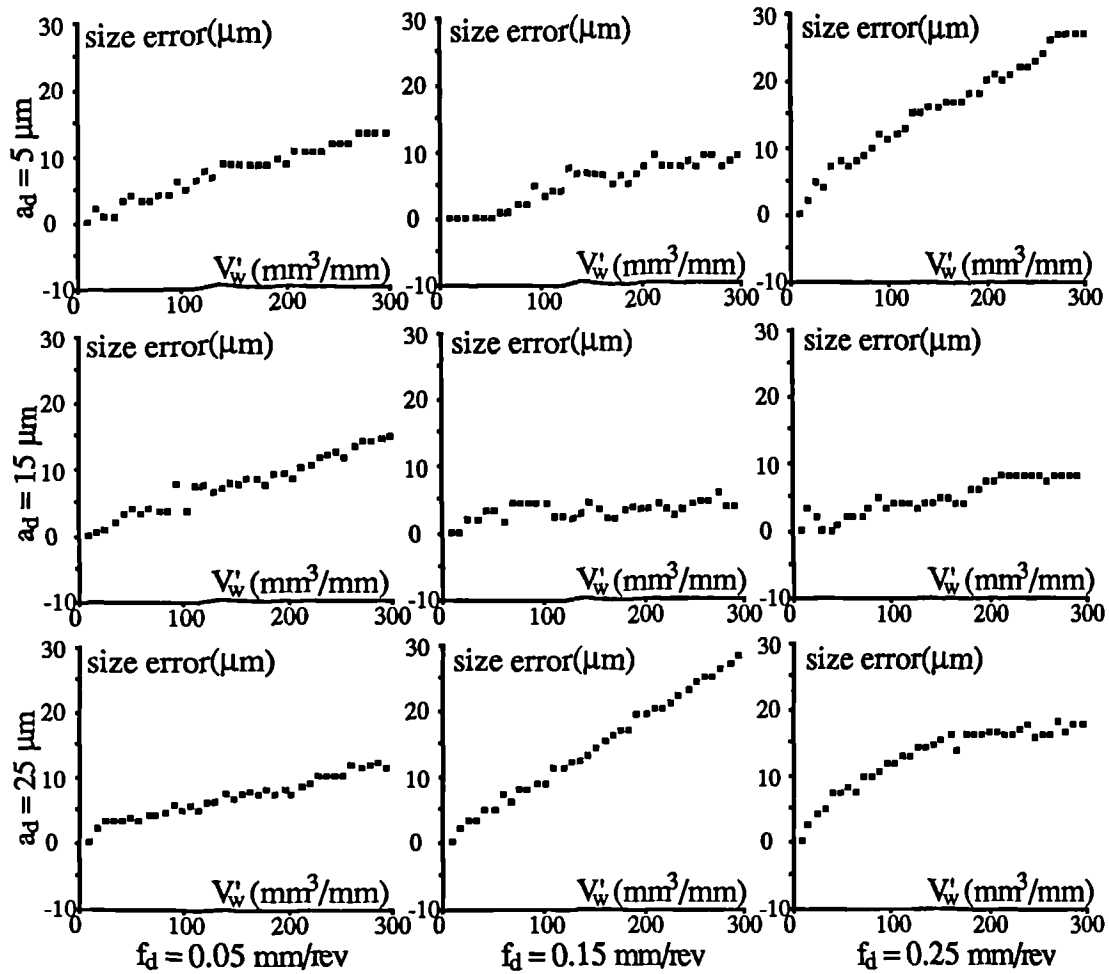 30
size error(μm)
20
10
0
-10
a_d = 5 μm
V'_w (mm³/mm)
0 100 200 300
30
size error(μm)
20
10
0
-10
V'_w (mm³/mm)
0 100 200 300
30
size error(μm)
20
10
0
-10
V'_w (mm³/mm)
0 100 200 300
30
size error(μm)
20
10
0
-10
a_d = 15 μm
V'_w (mm³/mm)
0 100 200 300
30
size error(μm)
20
10
0
-10
V'_w (mm³/mm)
0 100 200 300
30
size error(μm)
20
10
0
-10
V'_w (mm³/mm)
0 100 200 300
30
size error(μm)
20
10
0
-10
a_d = 25 μm
V'_w (mm³/mm)
0 100 200 300
f_d = 0.05 mm/rev
30
size error(μm)
20
10
0
-10
V'_w (mm³/mm)
0 100 200 300
f_d = 0.15 mm/rev
30
size error(μm)
20
10
0
-10
V'_w (mm³/mm)
0 100 200 300
f_d = 0.25 mm/rev